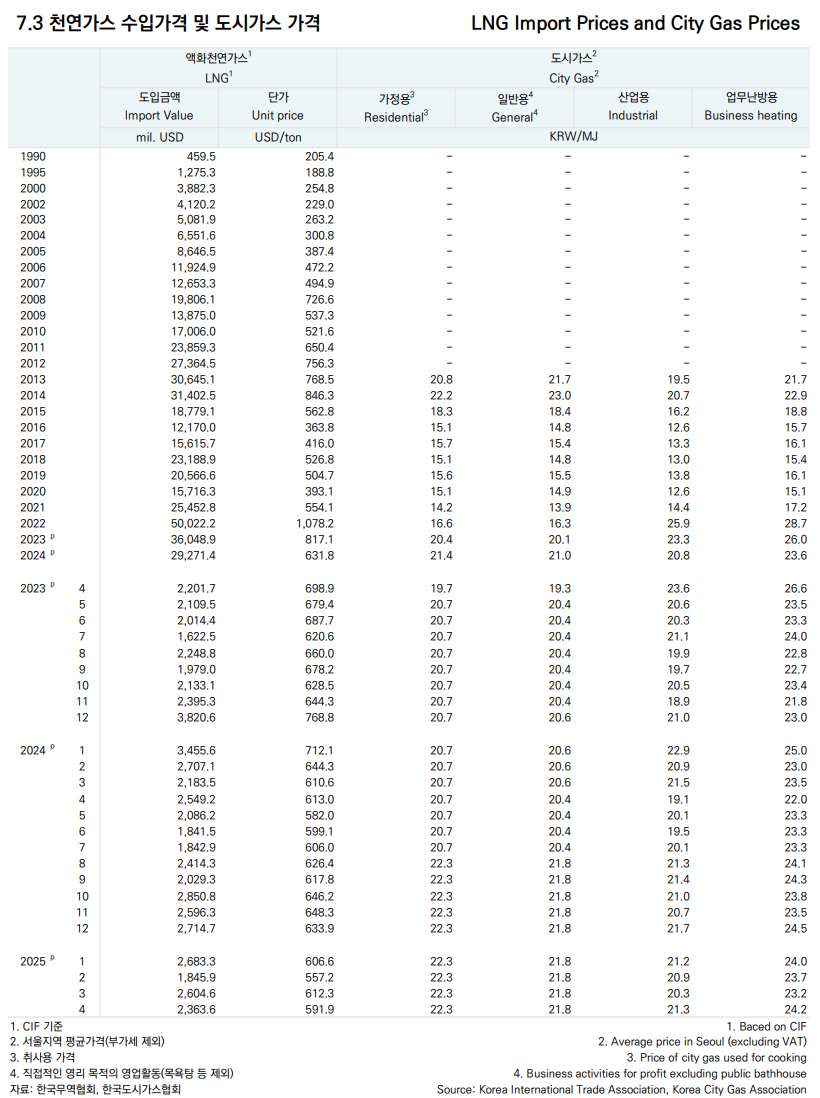 7.3 천연가스 수입가격 및 도시가스 가격 LNG Import Prices and City Gas Prices
액화천연가스1 도시가스2
LNG1 City Gas2
도입금액 단가 가정용3 일반용4 산업용 업무난방용
Import Value Unit price Residential3 General4 Industrial Business heating
mil. USD USD/ton KRW/MJ
1990 459.5 205.4 – – – –
1995 1,275.3 188.8 – – – –
2000 3,882.3 254.8 – – – –
2002 4,120.2 229.0 – – – –
2003 5,081.9 263.2 – – – –
2004 6,551.6 300.8 – – – –
2005 8,646.5 387.4 – – – –
2006 11,924.9 472.2 – – – –
2007 12,653.3 494.9 – – – –
2008 19,806.1 726.6 – – – –
2009 13,875.0 537.3 – – – –
2010 17,006.0 521.6 – – – –
2011 23,859.3 650.4 – – – –
2012 27,364.5 756.3 – – – –
2013 30,645.1 768.5 20.8 21.7 19.5 21.7
2014 31,402.5 846.3 22.2 23.0 20.7 22.9
2015 18,779.1 562.8 18.3 18.4 16.2 18.8
2016 12,170.0 363.8 15.1 14.8 12.6 15.7
2017 15,615.7 416.0 15.7 15.4 13.3 16.1
2018 23,188.9 526.8 15.1 14.8 13.0 15.4
2019 20,566.6 504.7 15.6 15.5 13.8 16.1
2020 15,716.3 393.1 15.1 14.9 12.6 15.1
2021 25,452.8 554.1 14.2 13.9 14.4 17.2
2022 50,022.2 1,078.2 16.6 16.3 25.9 28.7
2023 p 36,048.9 817.1 20.4 20.1 23.3 26.0
2024 p 29,271.4 631.8 21.4 21.0 20.8 23.6
2023 p 4 2,201.7 698.9 19.7 19.3 23.6 26.6
5 2,109.5 679.4 20.7 20.4 20.6 23.5
6 2,014.4 687.7 20.7 20.4 20.3 23.3
7 1,622.5 620.6 20.7 20.4 21.1 24.0
8 2,248.8 660.0 20.7 20.4 19.9 22.8
9 1,979.0 678.2 20.7 20.4 19.7 22.7
10 2,133.1 628.5 20.7 20.4 20.5 23.4
11 2,395.3 644.3 20.7 20.4 18.9 21.8
12 3,820.6 768.8 20.7 20.6 21.0 23.0
2024 p 1 3,455.6 712.1 20.7 20.6 22.9 25.0
2 2,707.1 644.3 20.7 20.6 20.9 23.0
3 2,183.5 610.6 20.7 20.6 21.5 23.5
4 2,549.2 613.0 20.7 20.4 19.1 22.0
5 2,086.2 582.0 20.7 20.4 20.1 23.3
6 1,841.5 599.1 20.7 20.4 19.5 23.3
7 1,842.9 606.0 20.7 20.4 20.1 23.3
8 2,414.3 626.4 22.3 21.8 21.3 24.1
9 2,029.3 617.8 22.3 21.8 21.4 24.3
10 2,850.8 646.2 22.3 21.8 21.0 23.8
11 2,596.3 648.3 22.3 21.8 20.7 23.5
12 2,714.7 633.9 22.3 21.8 21.7 24.5
2025 p 1 2,683.3 606.6 22.3 21.8 21.2 24.0
2 1,845.9 557.2 22.3 21.8 20.9 23.7
3 2,604.6 612.3 22.3 21.8 20.3 23.2
4 2,363.6 591.9 22.3 21.8 21.3 24.2
1. CIF 기준 1. Baced on CIF
2. 서울지역 평균가격(부가세 제외) 2. Average price in Seoul (excluding VAT)
3. 취사용 가격 3. Price of city gas used for cooking
4. 직접적인 영리 목적의 영업활동(목욕탕 등 제외) 4. Business activities for profit excluding public bathhouse
자료: 한국무역협회, 한국도시가스협회 Source: Korea International Trade Association, Korea City Gas Association